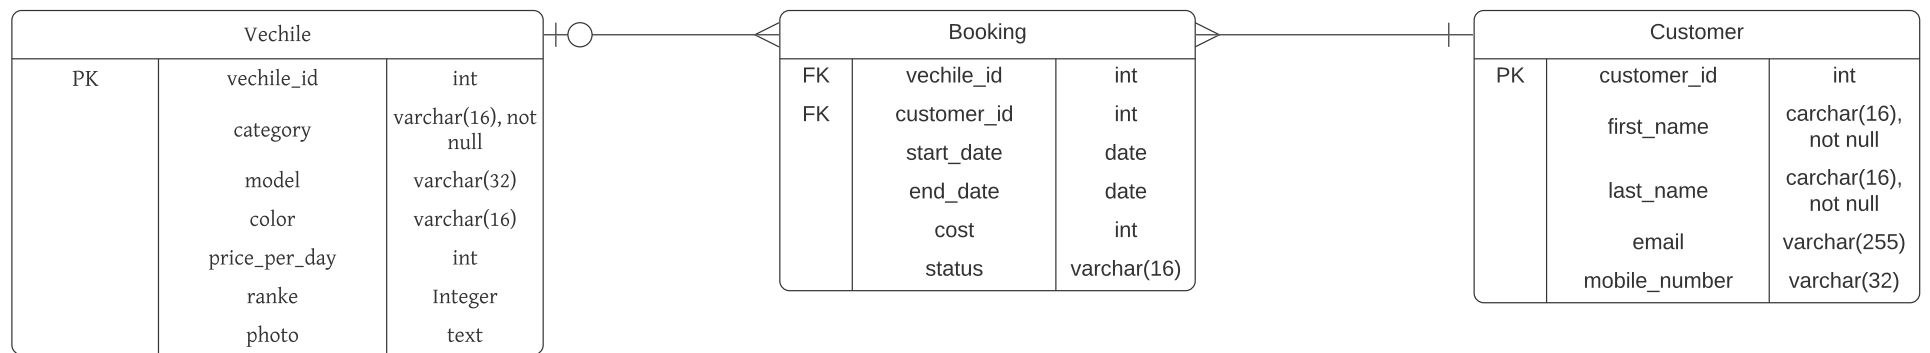 Vechile
PK vechile_id int
category varchar(16), not
null
model varchar(32)
color varchar(16)
price_per_day int
ranke Integer
photo text
Booking
FK vechile_id int
FK customer_id int
start_date date
end_date date
cost int
status varchar(16)
Customer
PK customer_id int
first_name carchar(16),
not null
last_name carchar(16),
not null
email varchar(255)
mobile_number varchar(32)